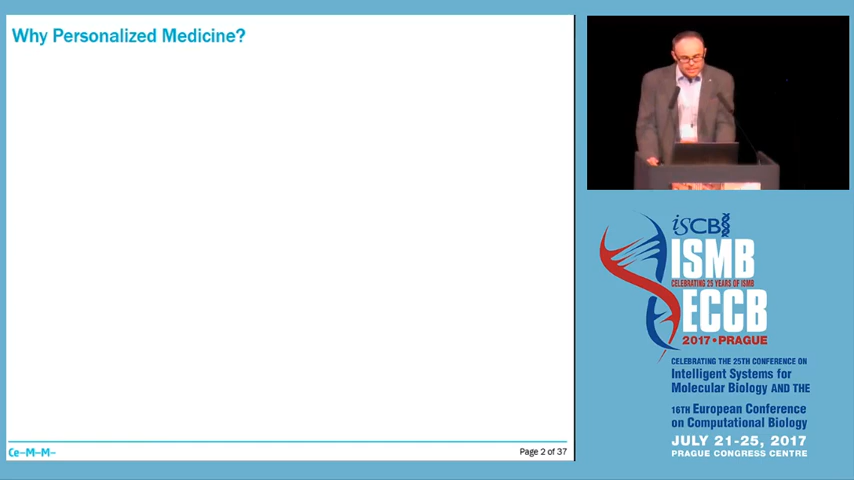 Why Personalized Medicine?
Ce-M-M-
Page 2 of 37
iSCB
ISMB
CELEBRATING 25 YEARS OF ISMB
ECCB
2017 • PRAGUE
CELEBRATING THE 25TH CONFERENCE ON
Intelligent Systems for
Molecular Biology AND THE
16TH European Conference
on Computational Biology
JULY 21-25, 2017
PRAGUE CONGRESS CENTRE